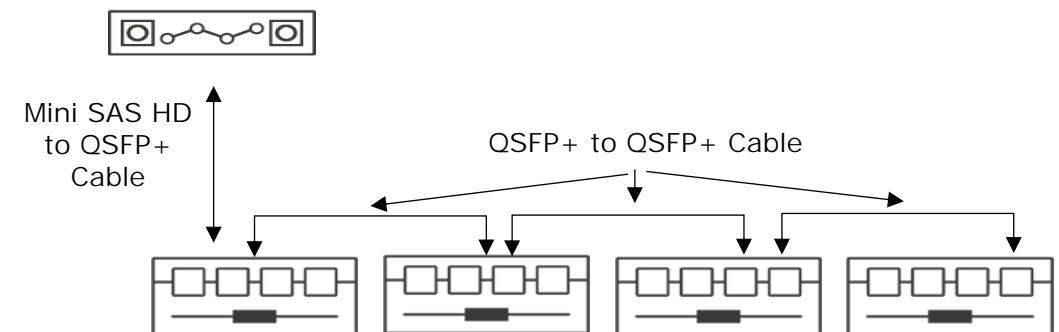 Mini SAS HD
to QSFP+
Cable
QSFP+ to QSFP+ Cable